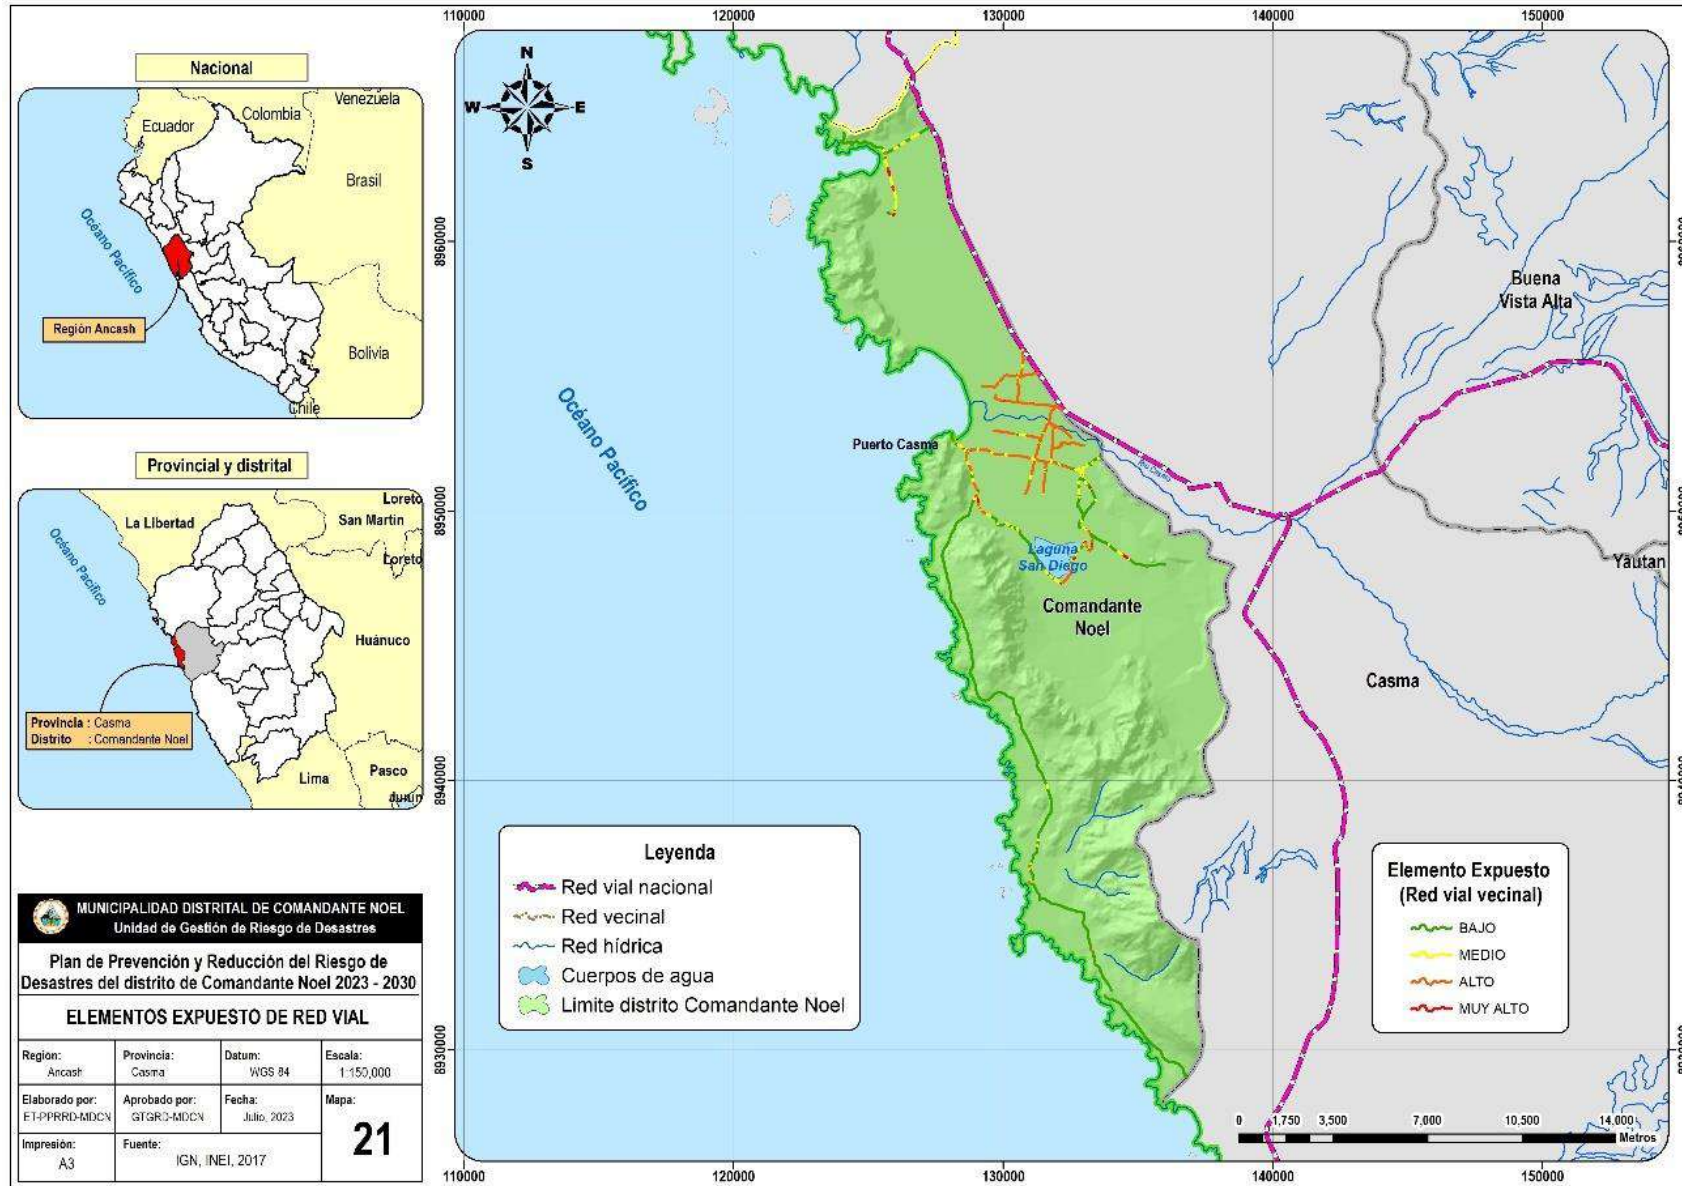 Nacional
Venezuela
Colombia
Ecuador
Brasil
Océano Pacífico
Región Ancash
Bolivia
Chile
Provincial y distrital
Loreto
La Libertad
San Martin
Loreto
Océano Pacífico
Huánuco
Provincia : Casma
Distrito : Comandante Noel
Lima
Pasco
Junin
MUNICIPALIDAD DISTRITAL DE COMANDANTE NOEL
Unidad de Gestión de Riesgo de Desastres
Plan de Prevención y Reducción del Riesgo de
Desastres del distrito de Comandante Noel 2023 - 2030
ELEMENTOS EXPUESTO DE RED VIAL
Region:
Ancash
Provincia:
Casma
Datum:
WGS 84
Escala:
1:150,000
Elaborado por:
ET-PPRRD-MDCN
Aprobado por:
GTGRD-MDCN
Fecha:
Julio, 2023
Mapa:
21
Impresión:
A3
Fuente:
IGN, INEI, 2017
110000
120000
130000
140000
150000
N
W
E
S
8960000
8960000
Buena
Vista Alta
Océano Pacífico
Puerto Casma
Río Casma
8950000
8950000
Laguna
San Diego
Yautan
Comandante
Noel
Casma
8940000
8940000
Leyenda
Red vial nacional
Red vecinal
Red hídrica
Cuerpos de agua
Limite distrito Comandante Noel
Elemento Expuesto
(Red vial vecinal)
BAJO
MEDIO
ALTO
MUY ALTO
8930000
8930000
0 1,750 3,500 7,000 10,500 14,000
Metros
110000
120000
130000
140000
150000